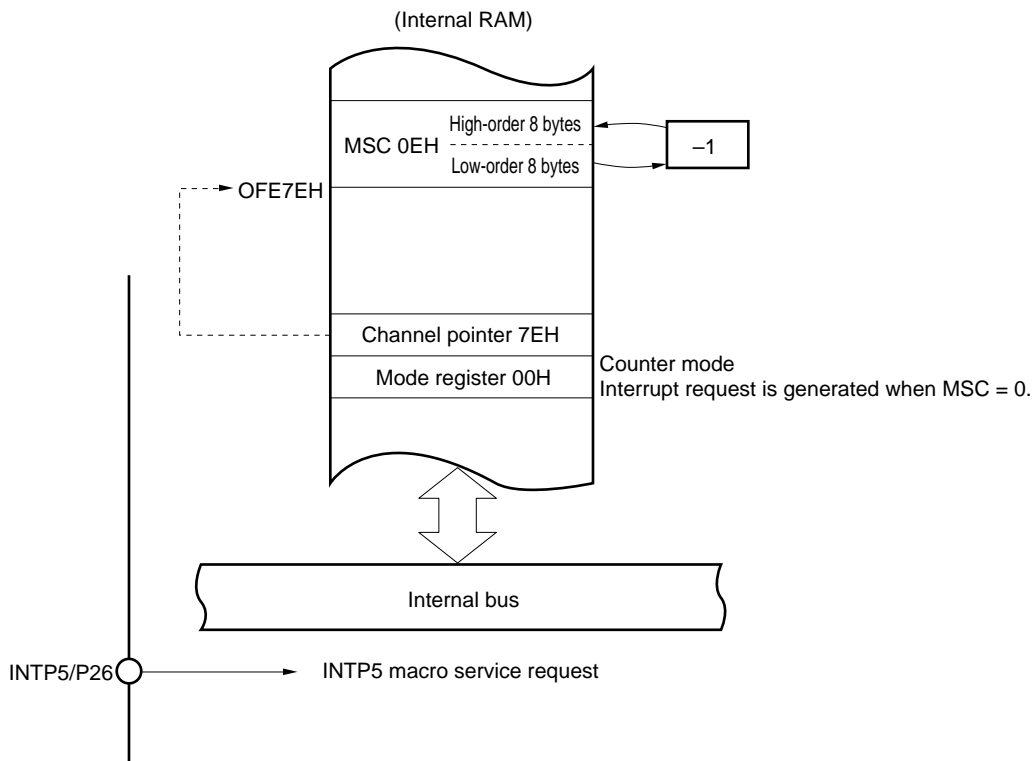 (Internal RAM)
High-order 8 bytes
MSC 0EH
–1
Low-order 8 bytes
OFE7EH
Channel pointer 7EH
Mode register 00H
Counter mode
Interrupt request is generated when MSC = 0.
Internal bus
INTP5/P26
INTP5 macro service request